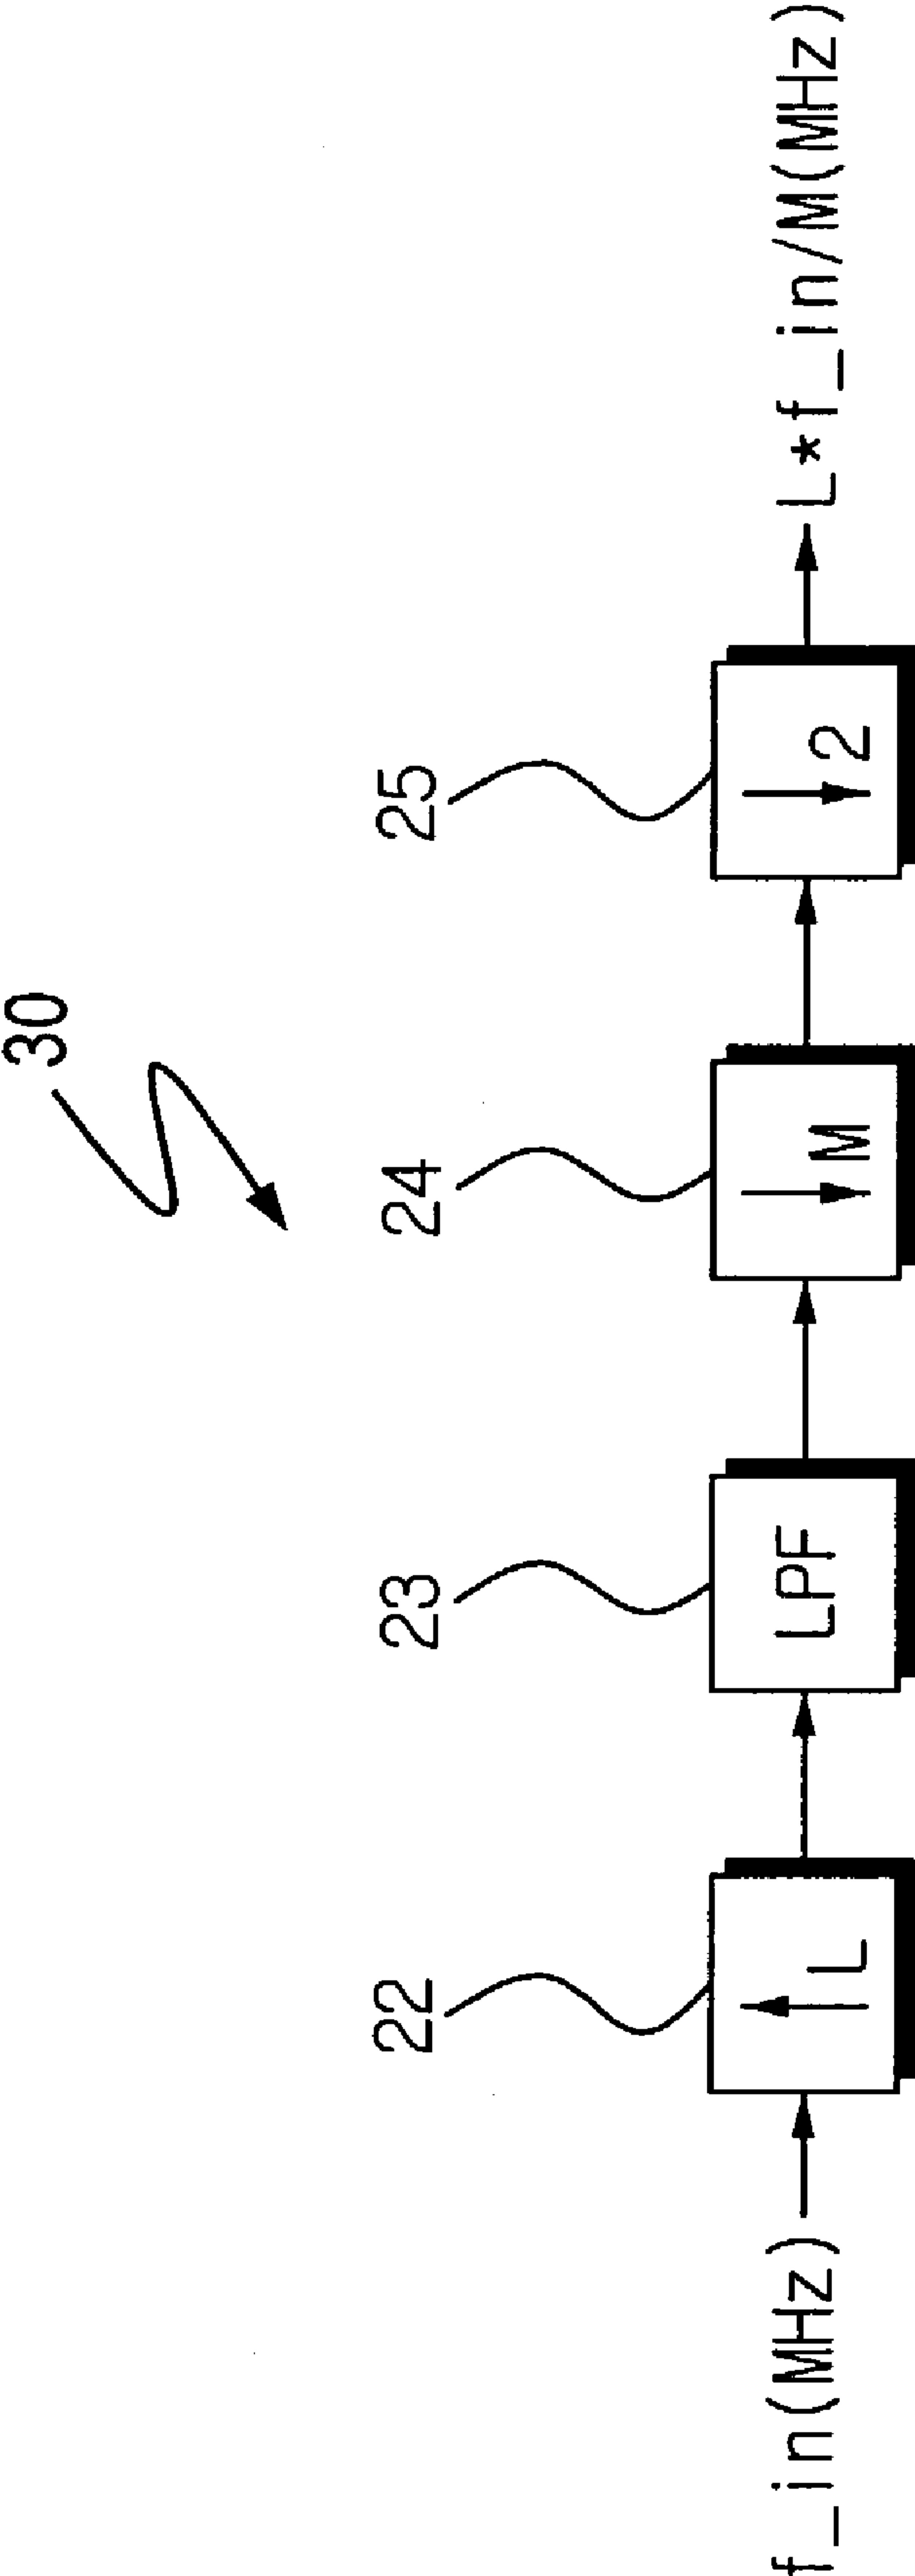 30
22
23
24
25
f_in(MHz)
↑L
LPF
↓M
↓2
L*f_in/M(MHz)